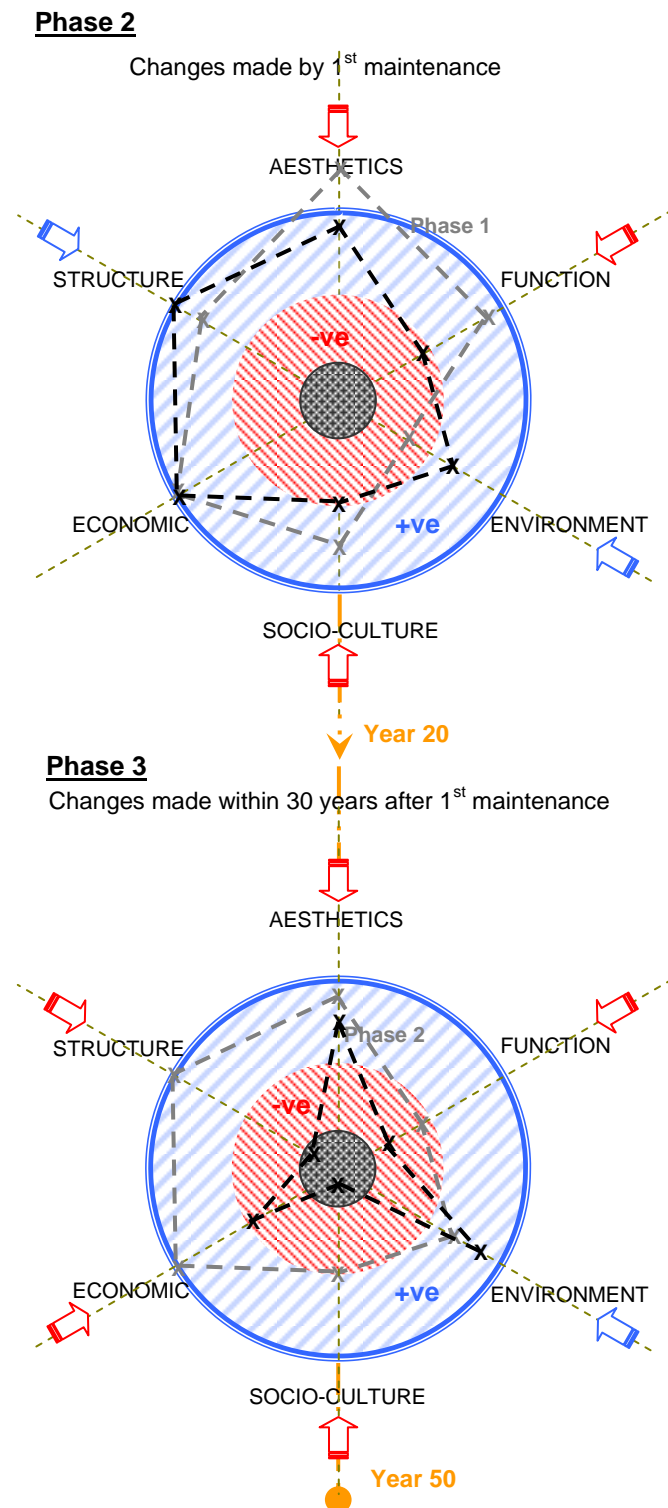 Phase 2
Changes made by 1st maintenance
AESTHETICS
Phase 1
STRUCTURE
FUNCTION
-ve
ECONOMIC
+ve
ENVIRONMENT
SOCIO-CULTURE
Year 20
Phase 3
Changes made within 30 years after 1st maintenance
AESTHETICS
Phase 2
STRUCTURE
FUNCTION
-ve
ECONOMIC
+ve
ENVIRONMENT
SOCIO-CULTURE
Year 50